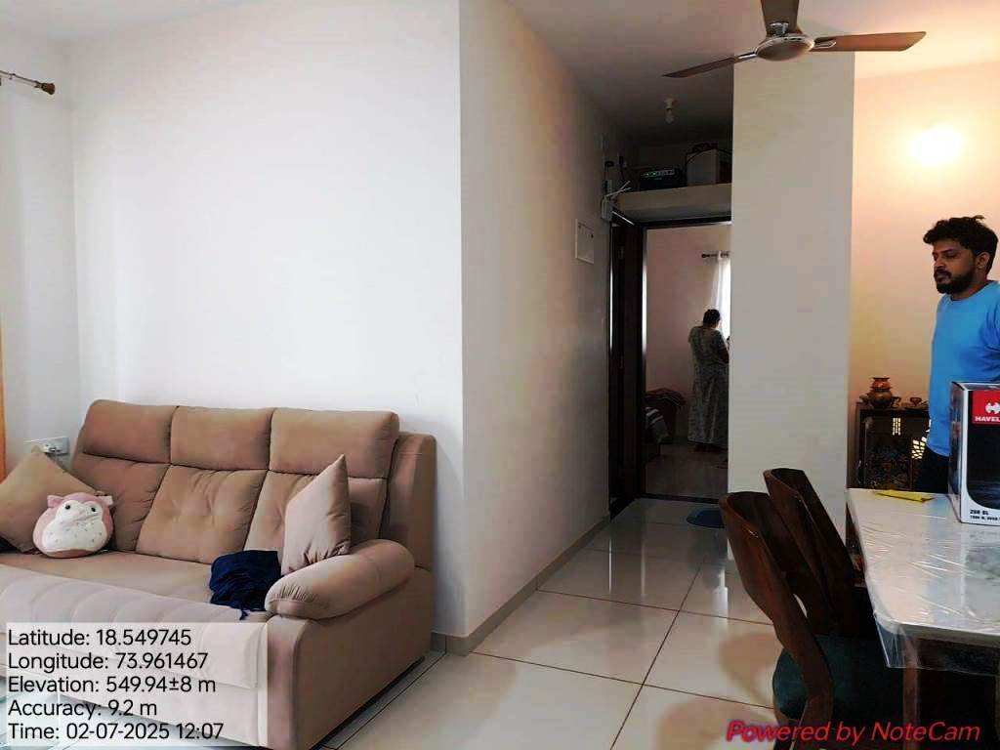 HAVEL
Latitude: 18.549745
Longitude: 73.961467
Elevation: 549.94±8 m
Accuracy: 9.2 m
Time: 02-07-2025 12:07
Powered by NoteCam